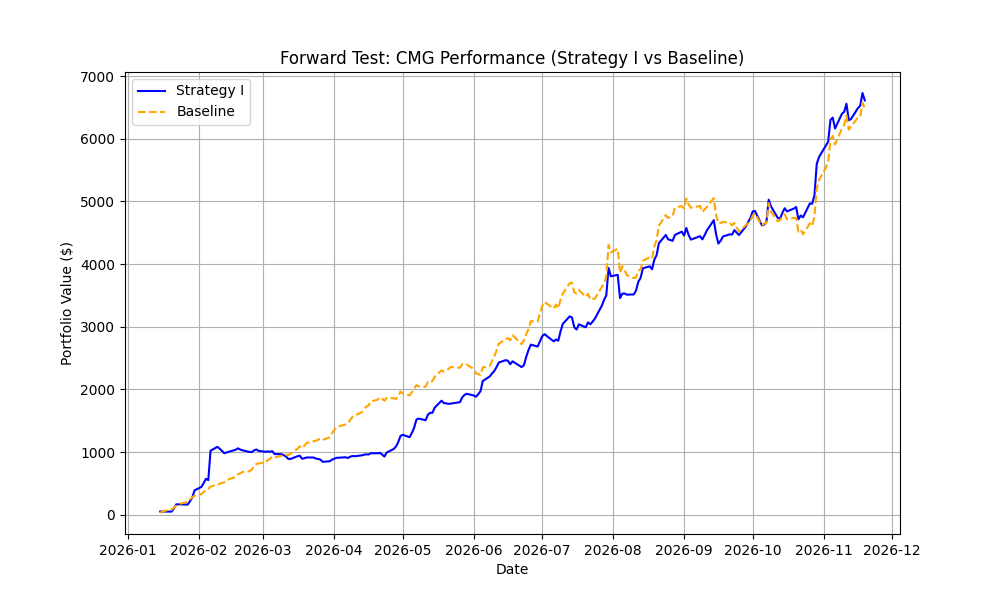 Forward Test: CMG Performance (Strategy I vs Baseline)
Strategy I
Baseline
Portfolio Value ($)
7000
6000
5000
4000
3000
2000
1000
0
2026-01 2026-02 2026-03 2026-04 2026-05 2026-06 2026-07 2026-08 2026-09 2026-10 2026-11 2026-12
Date